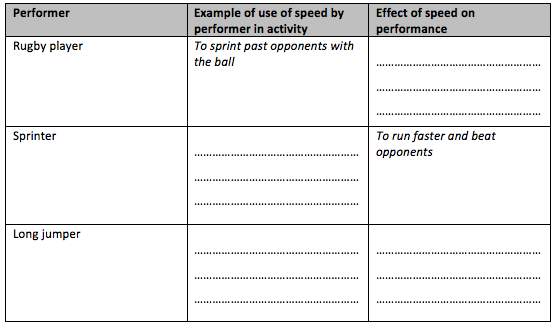 Performer
Example of use of speed by
performer in activity
Effect of speed on
performance
Rugby player
To sprint past opponents with
the ball
……………………………………………
……………………………………………
……………………………………………
Sprinter
……………………………………………
……………………………………………
……………………………………………
To run faster and beat
opponents
Long jumper
……………………………………………
……………………………………………
……………………………………………
……………………………………………
……………………………………………
……………………………………………